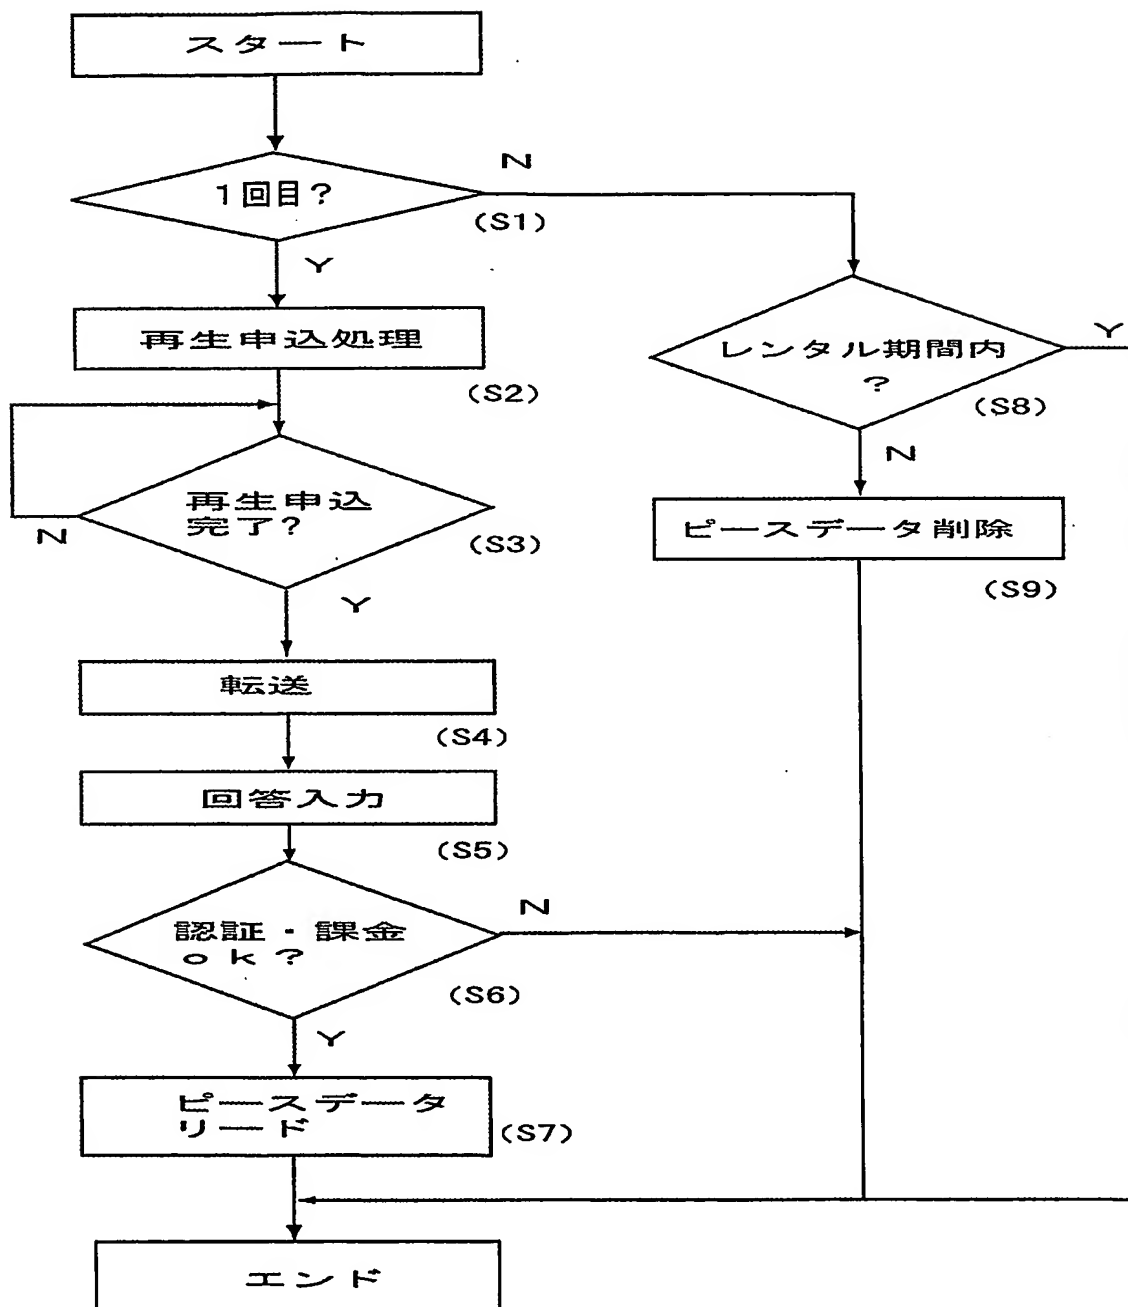 スタート
1回目?
N
(S1)
Y
再生申込処理
(S2)
再生申込
完了?
N
(S3)
Y
転送
(S4)
回答入力
(S5)
認証・課金
ok?
N
(S6)
Y
ピースデータ
リード
(S7)
エンド
レンタル期間内
?
Y
(S8)
N
ピースデータ削除
(S9)